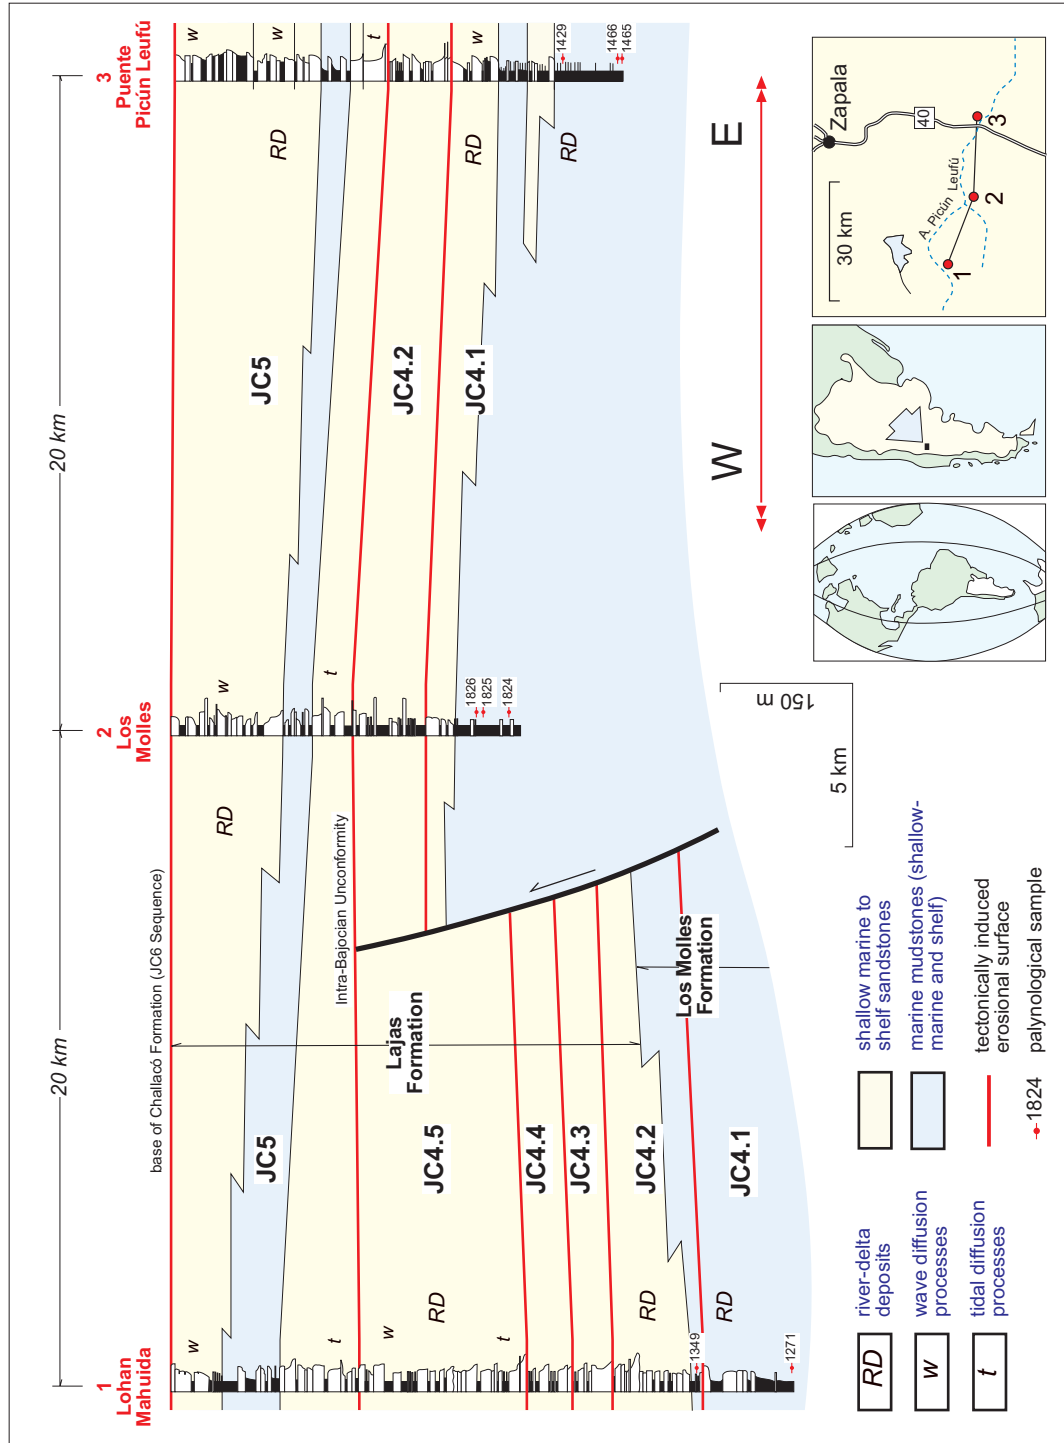 20 km
20 km
1
Lohan
Mahuida
2
Los
Molles
3
Puente
Picún Leufú
base of Challacó Formation (JC6 Sequence)
w
RD
w
w
w
JC5
JC5
RD
t
Intra-Bajocian Unconformity
t
t
w
Lajas
Formation
JC4.5
RD
t
JC4.4
JC4.3
JC4.2
RD
JC4.1
RD
Los Molles
Formation
JC4.2
JC4.1
w
RD
RD
1349
1271
1826
1825
1824
1429
1466
1465
W
E
150 m
5 km
RD
river-delta
deposits
w
wave diffusion
processes
t
tidal diffusion
processes
shallow marine to
shelf sandstones
marine mudstones (shallow-
marine and shelf)
tectonically induced
erosional surface
1824
palynological sample
30 km
Zapala
40
A. Picún Leufú
1
2
3